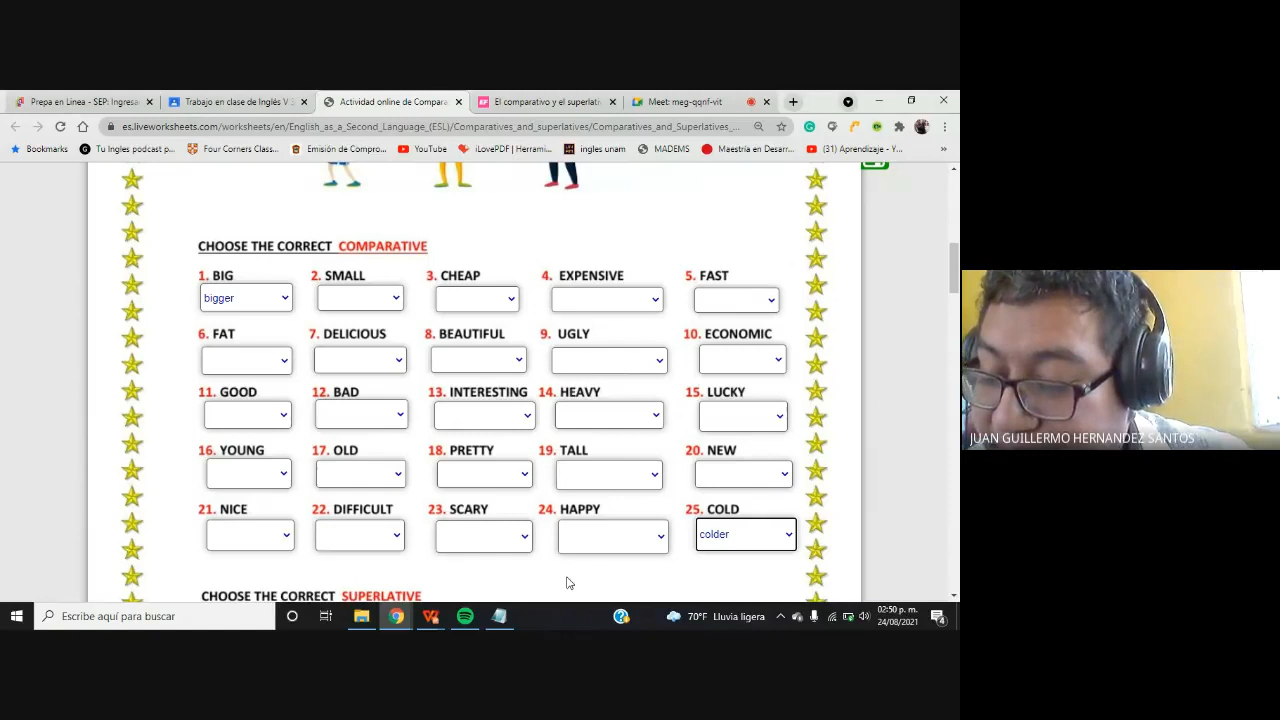 Prepa en Linea - SEP: Ingresa
Trabajo en clase de Inglés V
Actividad online de Compara
El comparativo y el superlati
Meet: meg-qqnf-vit
es.liveworksheets.com/worksheets/en/English_as_a_Second_Language_(ESL)/Comparatives_and_superlatives/Comparatives_and_Superlatives_...
Bookmarks
Tu Ingles podcast p...
Four Corners Class...
Emisión de Compro...
YouTube
iLovePDF | Herrami...
ingles unam
MADEMS
Maestría en Desarr...
(31) Aprendizaje - Y...
»
CHOOSE THE CORRECT COMPARATIVE
1. BIG 2. SMALL 3. CHEAP 4. EXPENSIVE 5. FAST
bigger
6. FAT 7. DELICIOUS 8. BEAUTIFUL 9. UGLY 10. ECONOMIC
11. GOOD 12. BAD 13. INTERESTING 14. HEAVY 15. LUCKY
16. YOUNG 17. OLD 18. PRETTY 19. TALL 20. NEW
21. NICE 22. DIFFICULT 23. SCARY 24. HAPPY 25. COLD
colder
CHOOSE THE CORRECT SUPERLATIVE
JUAN GUILLERMO HERNANDEZ SANTOS
Escribe aquí para buscar
70°F Lluvia ligera
02:50 p. m.
24/08/2021
4